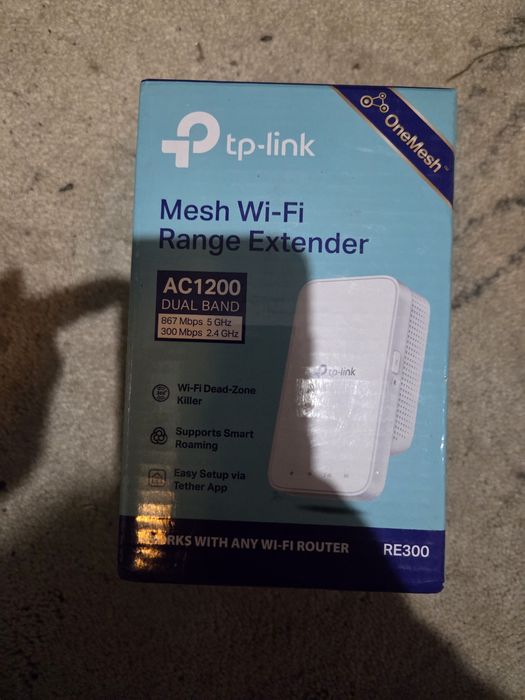 tp-link
OneMesh™
Mesh Wi-Fi
Range Extender
AC1200
DUAL BAND
867 Mbps 5 GHz
300 Mbps 2.4 GHz
tp-link
Wi-Fi Dead-Zone
Killer
Supports Smart
Roaming
Easy Setup via
Tether App
WORKS WITH ANY WI-FI ROUTER
RE300